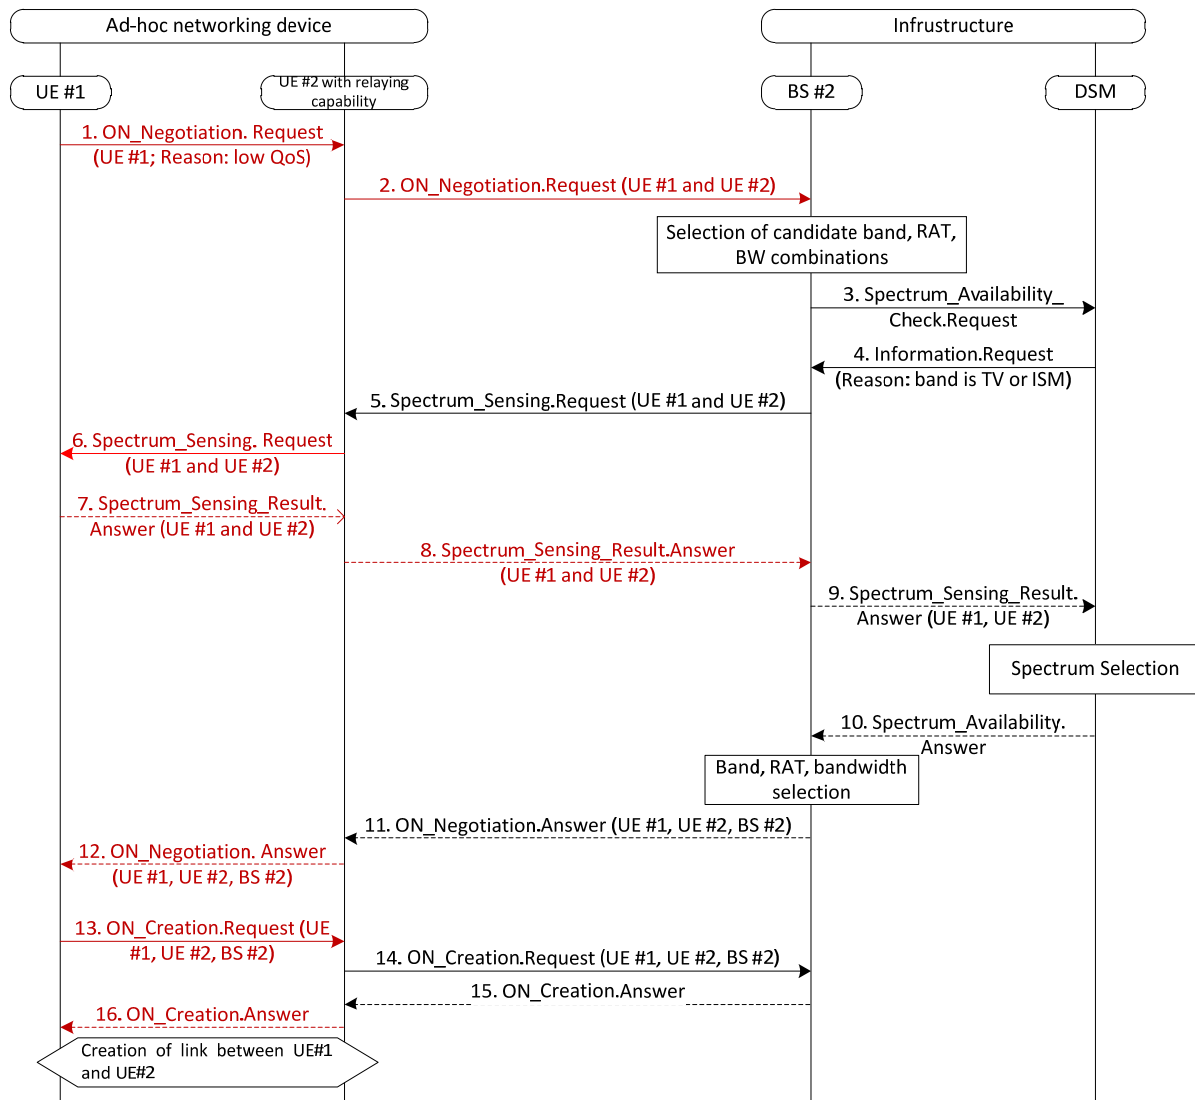 Ad-hoc networking device
Infrustructure
UE #1
UE #2 with relaying
capability
BS #2
DSM
1. ON_Negotiation. Request
(UE #1; Reason: low QoS)
2. ON_Negotiation.Request (UE #1 and UE #2)
Selection of candidate band, RAT,
BW combinations
3. Spectrum_Availability_
Check.Request
4. Information.Request
(Reason: band is TV or ISM)
5. Spectrum_Sensing.Request (UE #1 and UE #2)
6. Spectrum_Sensing. Request
(UE #1 and UE #2)
7. Spectrum_Sensing_Result.
Answer (UE #1 and UE #2)
8. Spectrum_Sensing_Result.Answer
(UE #1 and UE #2)
9. Spectrum_Sensing_Result.
Answer (UE #1, UE #2)
Spectrum Selection
10. Spectrum_Availability.
Answer
Band, RAT, bandwidth
selection
11. ON_Negotiation.Answer (UE #1, UE #2, BS #2)
12. ON_Negotiation. Answer
(UE #1, UE #2, BS #2)
13. ON_Creation.Request (UE
#1, UE #2, BS #2)
14. ON_Creation.Request (UE #1, UE #2, BS #2)
15. ON_Creation.Answer
16. ON_Creation.Answer
Creation of link between UE#1
and UE#2